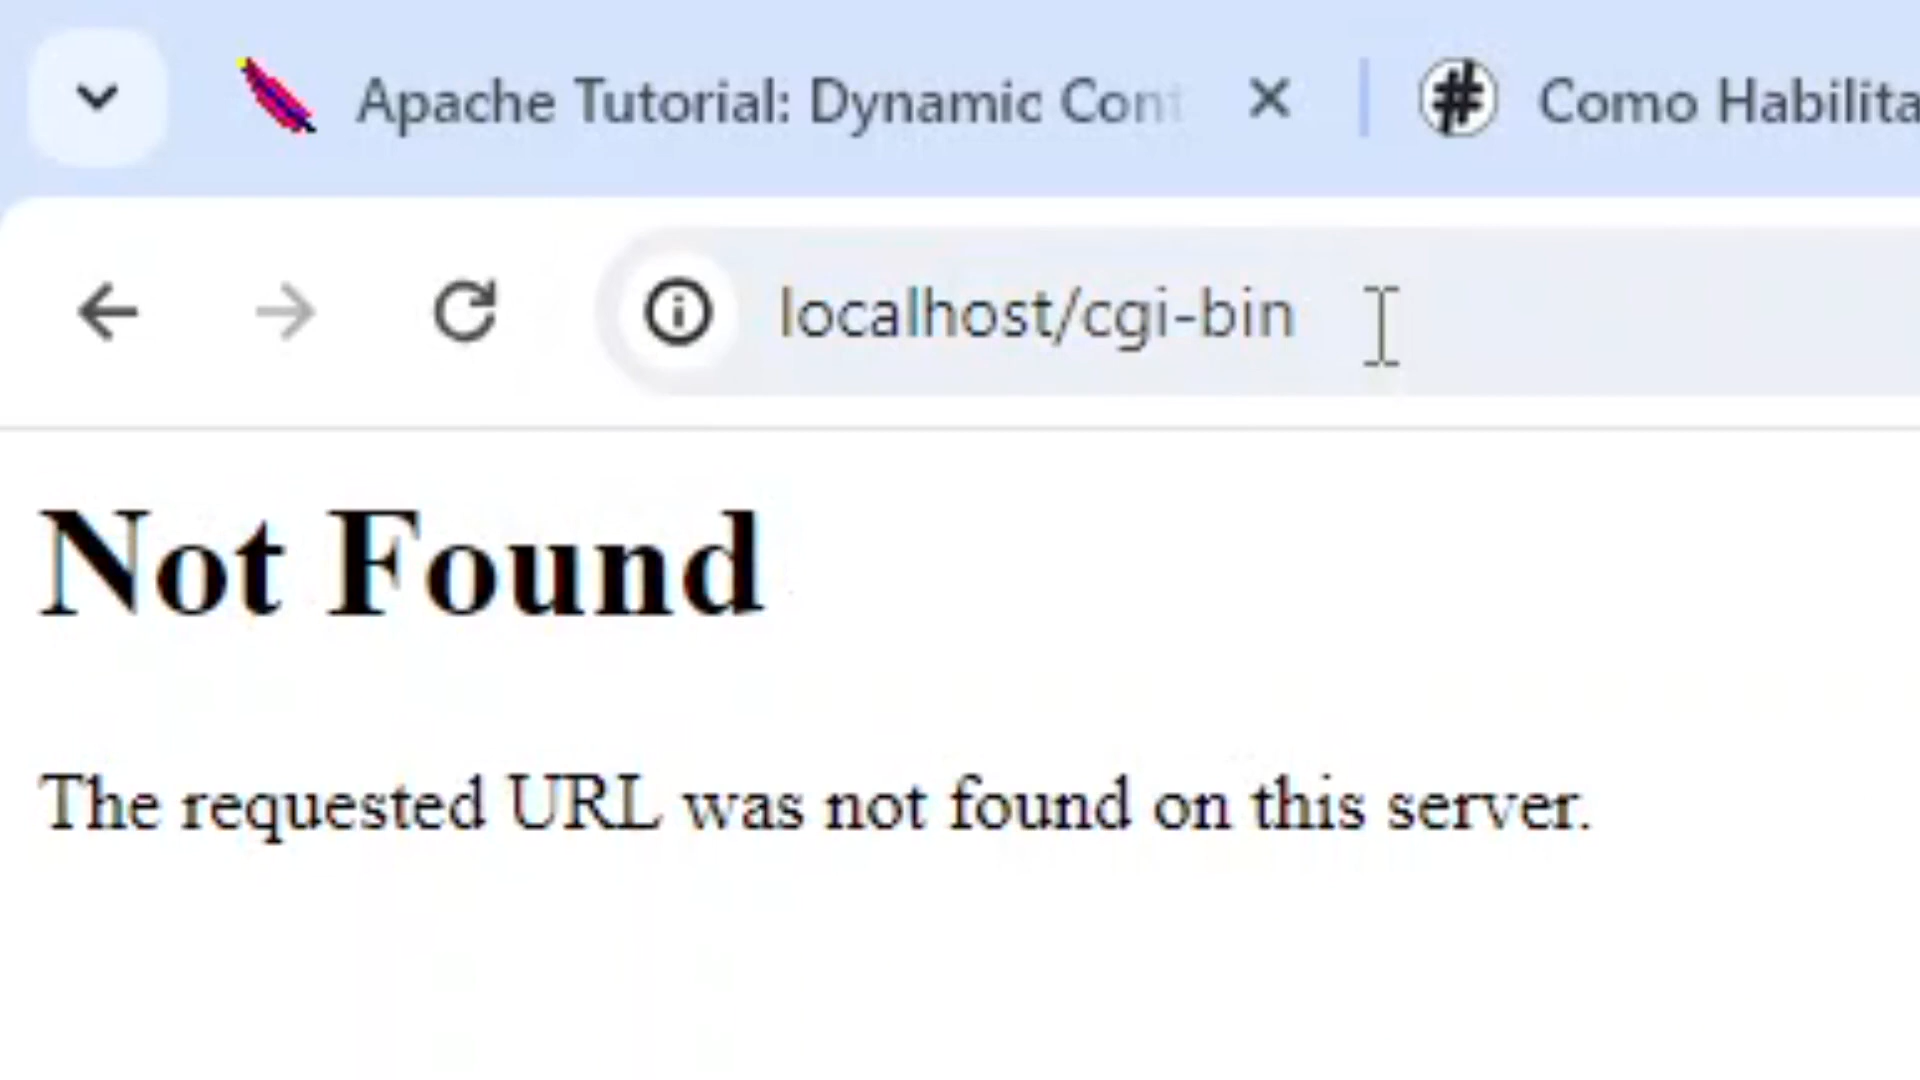 Apache Tutorial: Dynamic Cont
Como Habilita
localhost/cgi-bin
Not Found
The requested URL was not found on this server.